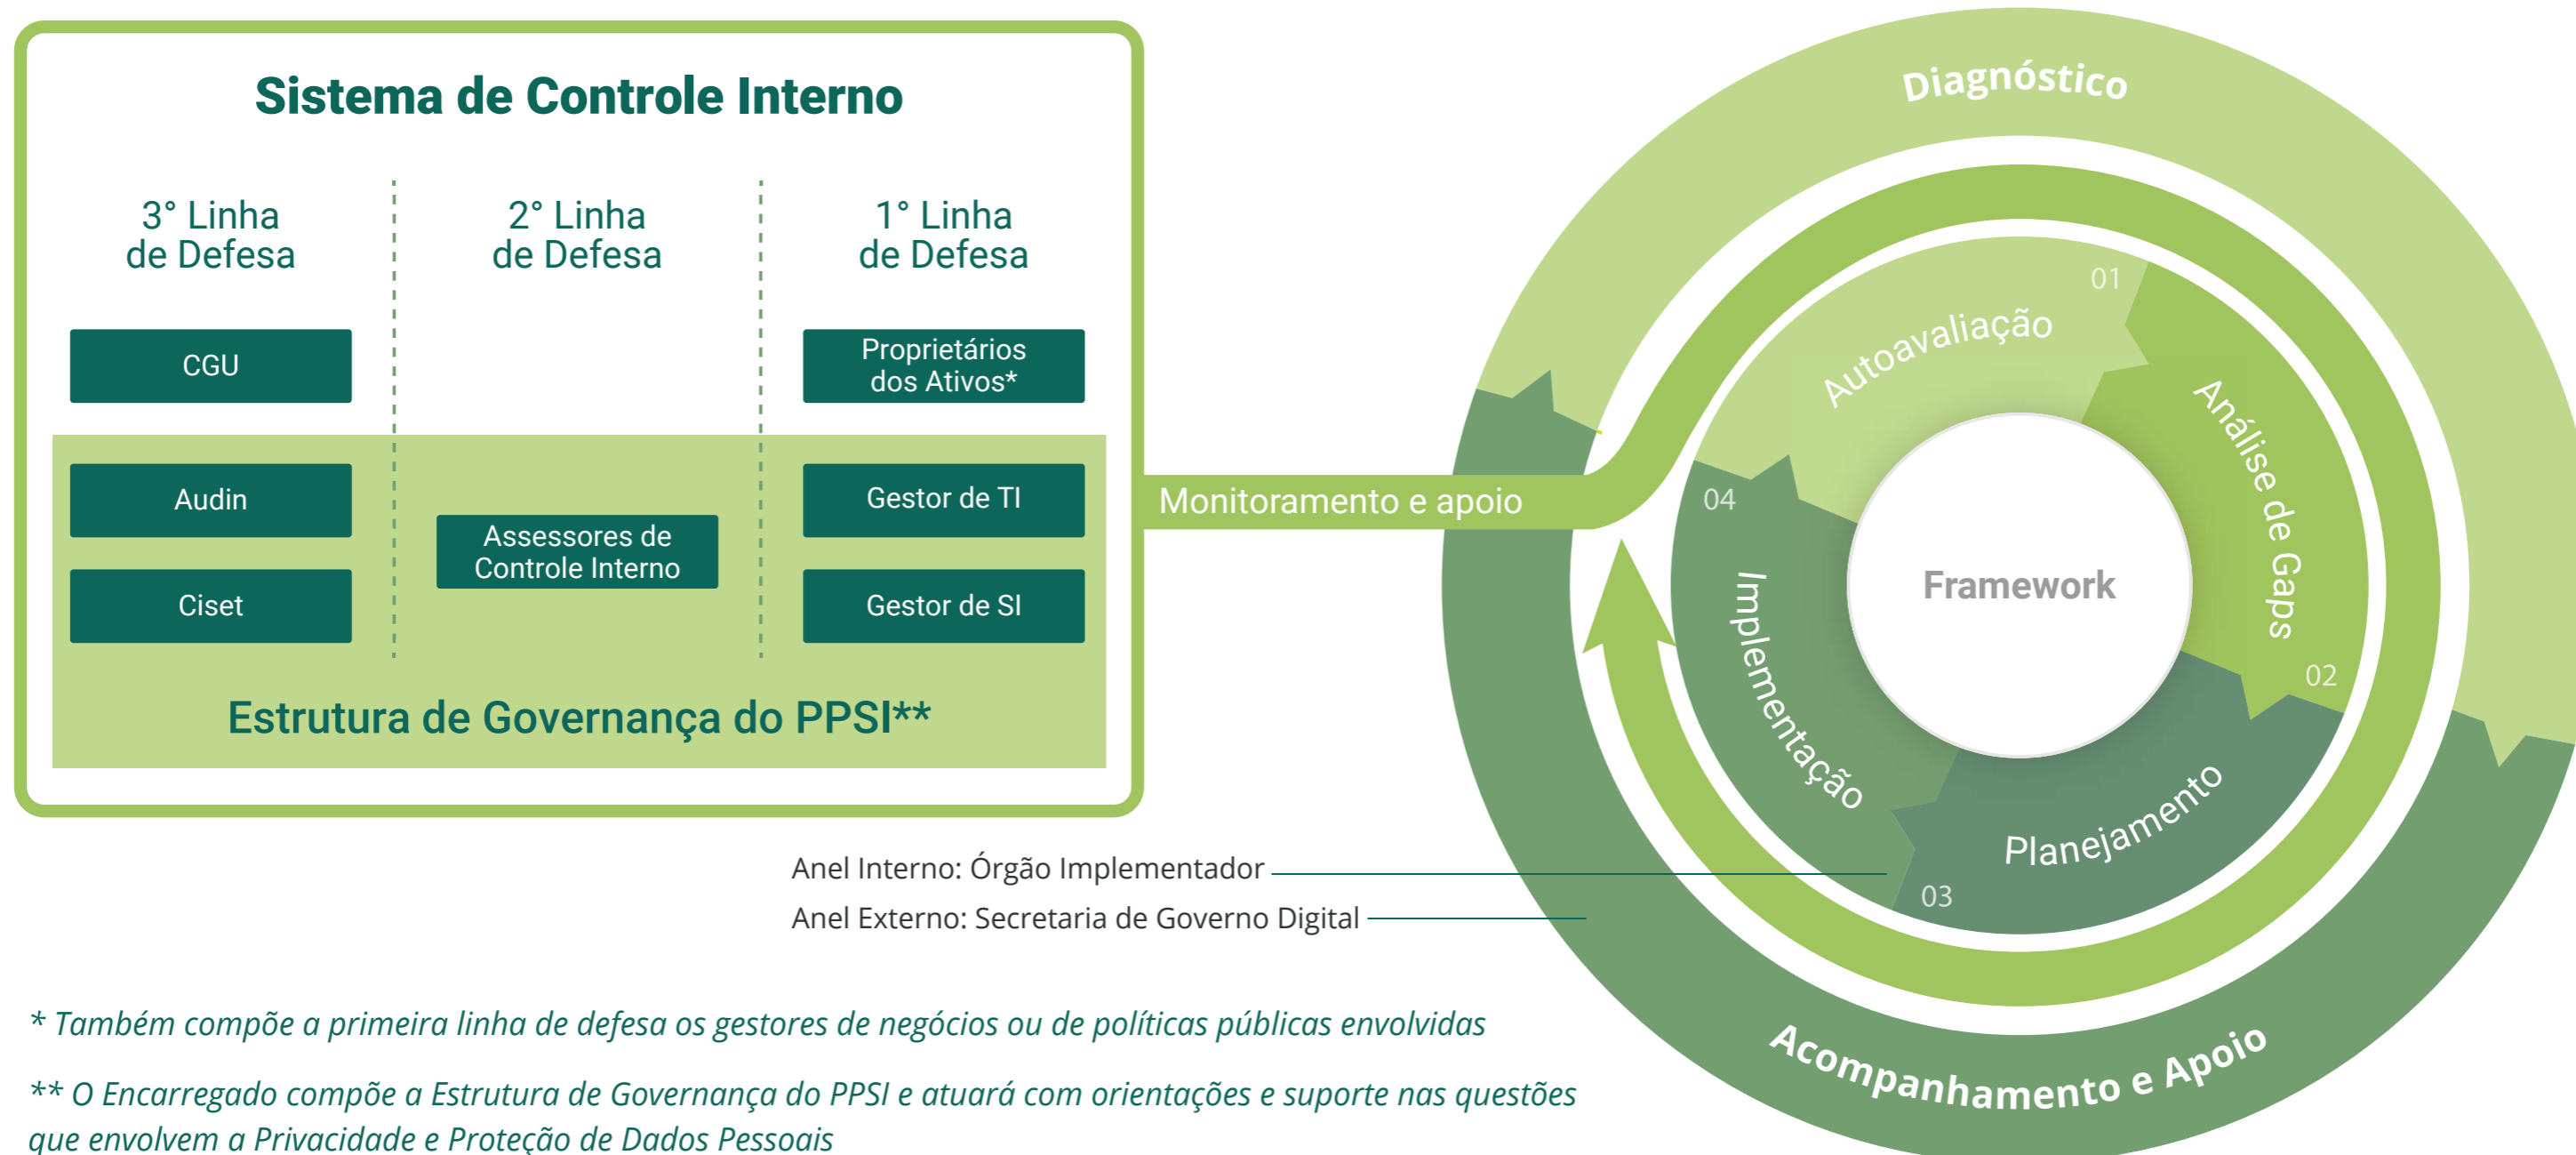 Sistema de Controle Interno
3° Linha
de Defesa
2° Linha
de Defesa
1° Linha
de Defesa
CGU
Proprietários
dos Ativos*
Audin
Gestor de TI
Assessores de
Controle Interno
Ciset
Gestor de SI
Estrutura de Governança do PPSI**
Monitoramento e apoio
Diagnóstico
01
Autoavaliação
Análise de Gaps
02
Framework
04
Implementação
Planejamento
03
Acompanhamento e Apoio
Anel Interno: Órgão Implementador
Anel Externo: Secretaria de Governo Digital
* Também compõe a primeira linha de defesa os gestores de negócios ou de políticas públicas envolvidas
** O Encarregado compõe a Estrutura de Governança do PPSI e atuará com orientações e suporte nas questões
que envolvem a Privacidade e Proteção de Dados Pessoais